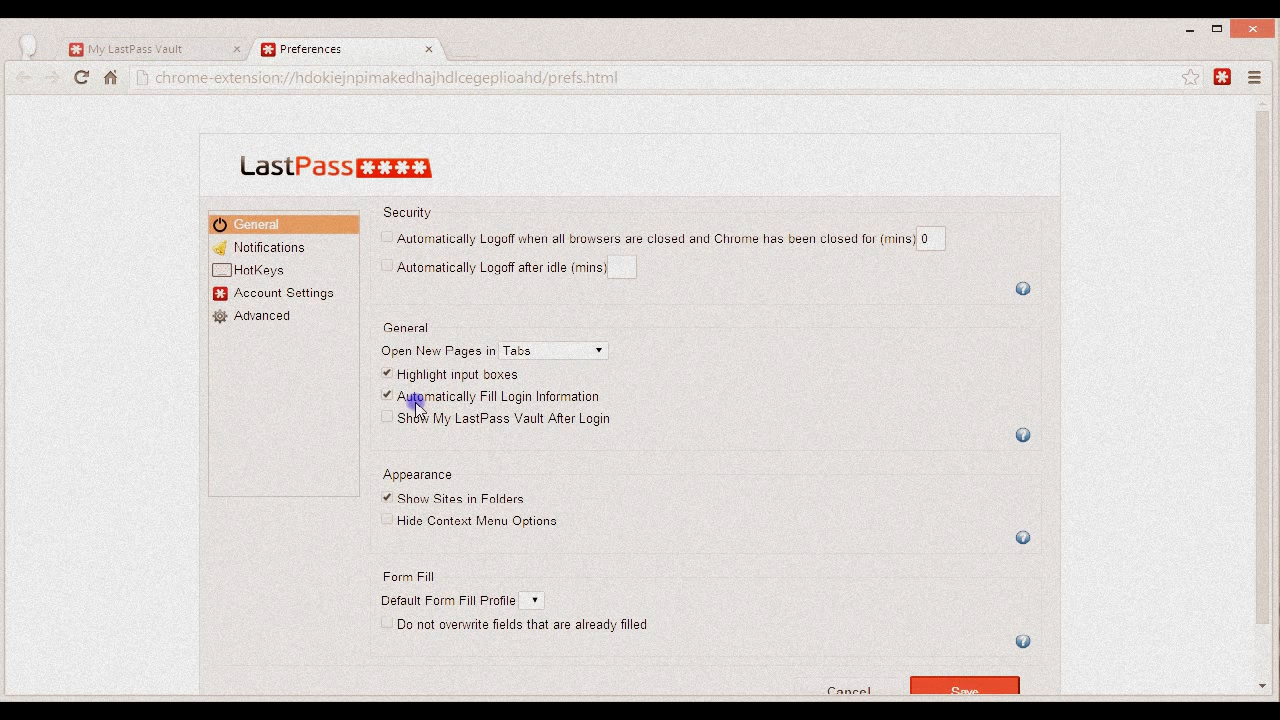 My LastPass Vault
Preferences
chrome-extension://hdokiejnpimakedhajhdlcegeplioahd/prefs.html
LastPass ****
General
Notifications
HotKeys
Account Settings
Advanced
Security
Automatically Logoff when all browsers are closed and Chrome has been closed for (mins) 0
Automatically Logoff after idle (mins)
General
Open New Pages in Tabs
Highlight input boxes
Automatically Fill Login Information
Show My LastPass Vault After Login
Appearance
Show Sites in Folders
Hide Context Menu Options
Form Fill
Default Form Fill Profile
Do not overwrite fields that are already filled
Cancel
Save